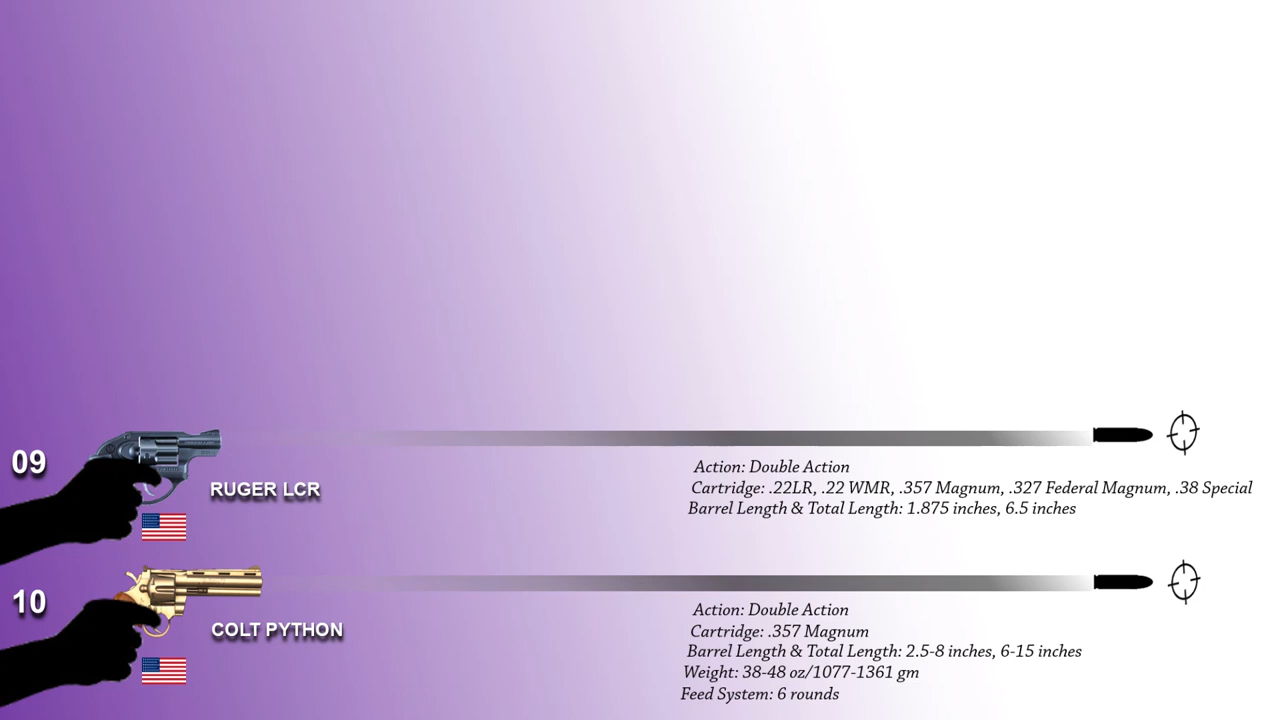 09
RUGER LCR
Action: Double Action
Cartridge: .22LR, .22 WMR, .357 Magnum, .327 Federal Magnum, .38 Special
Barrel Length & Total Length: 1.875 inches, 6.5 inches
10
COLT PYTHON
Action: Double Action
Cartridge: .357 Magnum
Barrel Length & Total Length: 2.5-8 inches, 6-15 inches
Weight: 38-48 oz/1077-1361 gm
Feed System: 6 rounds